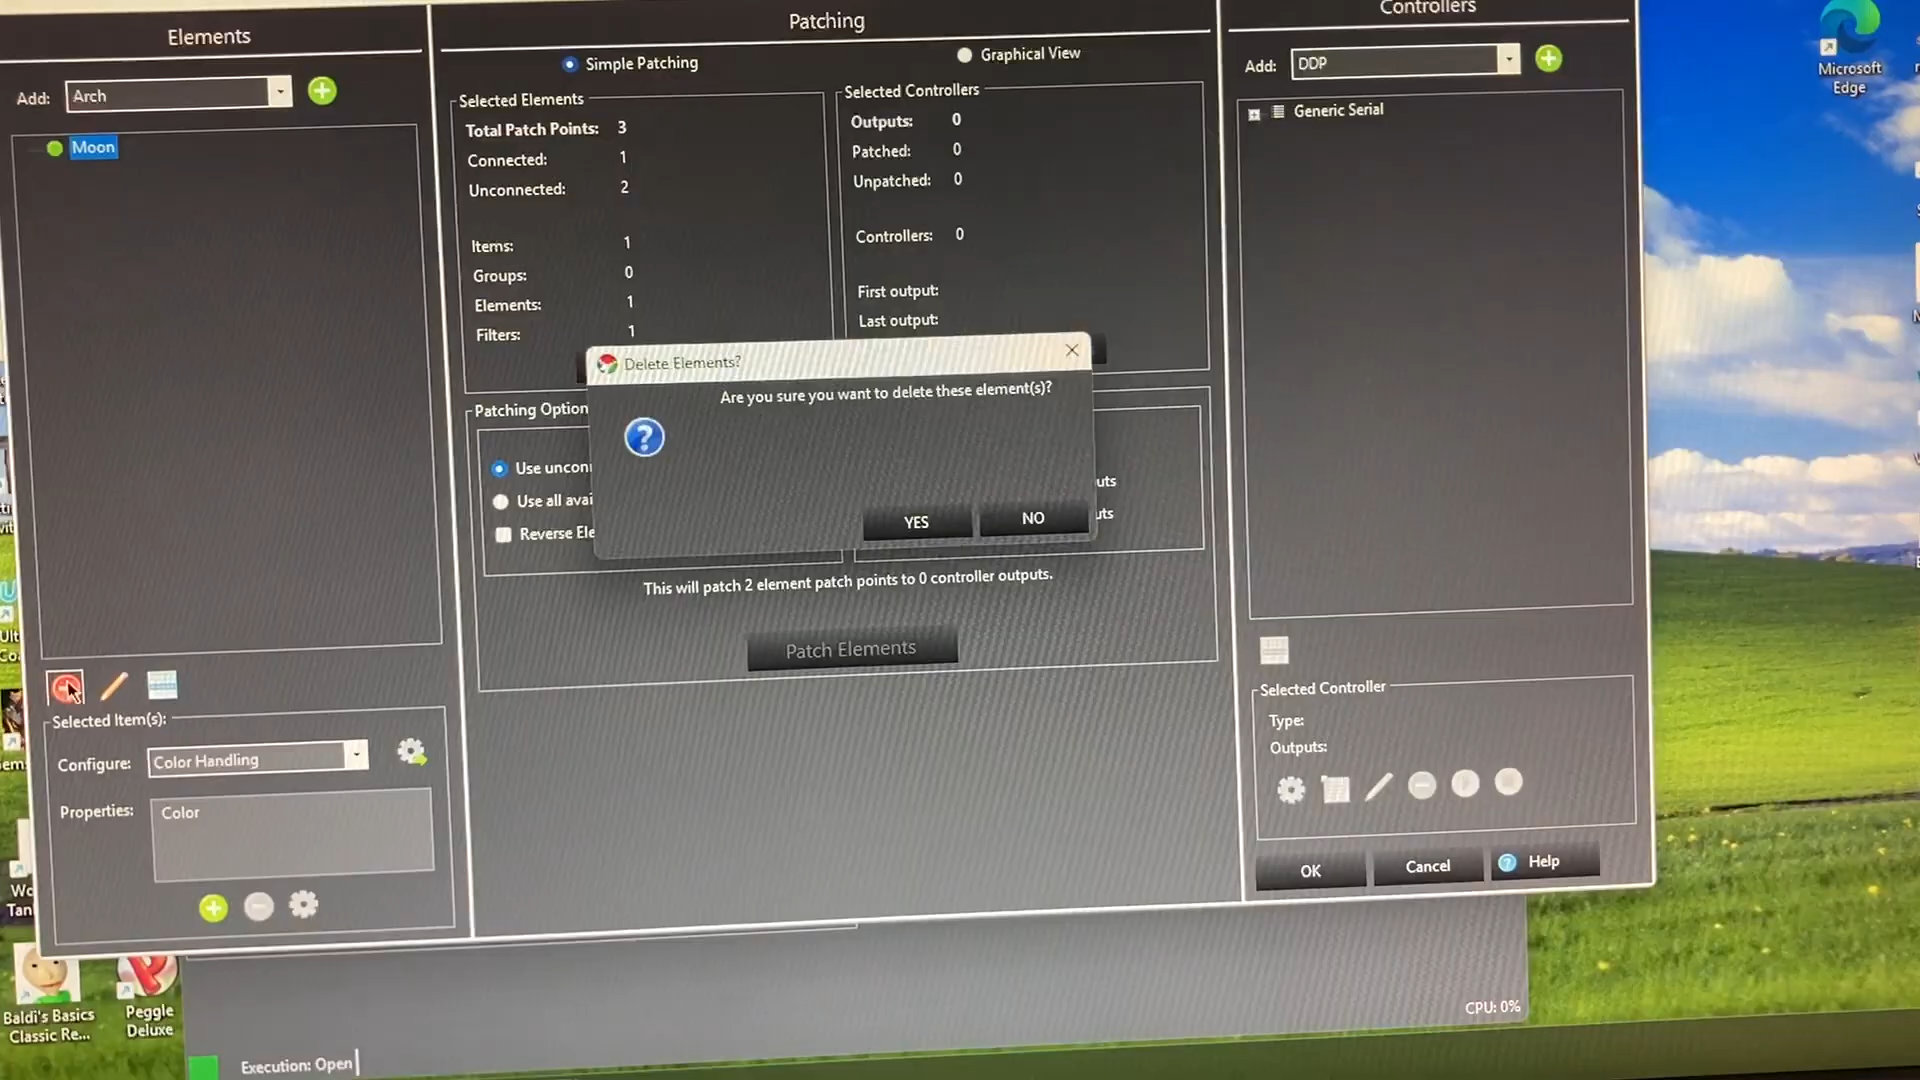 Elements
Add:
Arch
Moon
Selected Item(s):
Configure:
Color Handling
Properties:
Color
Patching
Simple Patching
Graphical View
Selected Elements
Total Patch Points: 3
Connected: 1
Unconnected: 2
Items: 1
Groups: 0
Elements: 1
Filters: 1
Selected Controllers
Outputs: 0
Patched: 0
Unpatched: 0
Controllers: 0
First output:
Last output:
Delete Elements?
Are you sure you want to delete these element(s)?
YES
NO
Patching Option
Use uncon
Use all avai
Reverse Ele
uts
uts
This will patch 2 element patch points to 0 controller outputs.
Patch Elements
Controllers
Add:
DDP
Generic Serial
Selected Controller
Type:
Outputs:
OK
Cancel
Help
CPU: 0%
Execution: Open
Microsoft
Edge
Baldi's Basics
Classic Re...
Peggle
Deluxe